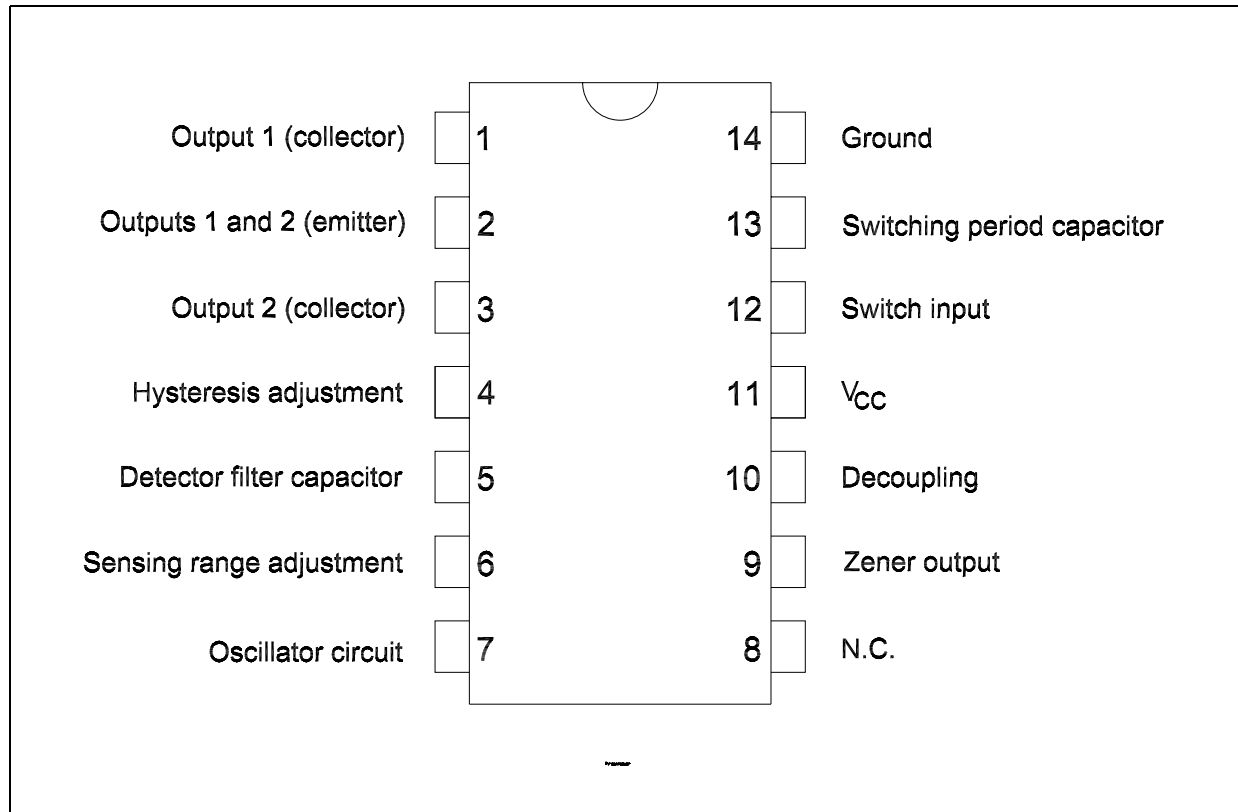 Output 1 (collector) 1 14 Ground
Outputs 1 and 2 (emitter) 2 13 Switching period capacitor
Output 2 (collector) 3 12 Switch input
Hysteresis adjustment 4 11 VCC
Detector filter capacitor 5 10 Decoupling
Sensing range adjustment 6 9 Zener output
Oscillator circuit 7 8 N.C.